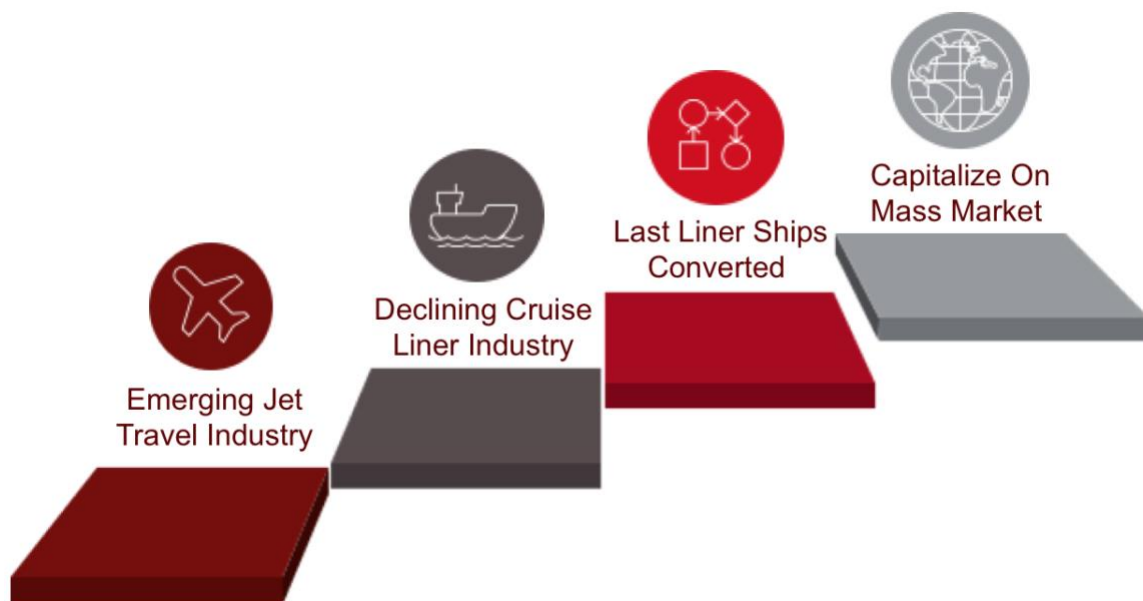 Emerging Jet
Travel Industry
Declining Cruise
Liner Industry
Last Liner Ships
Converted
Capitalize On
Mass Market